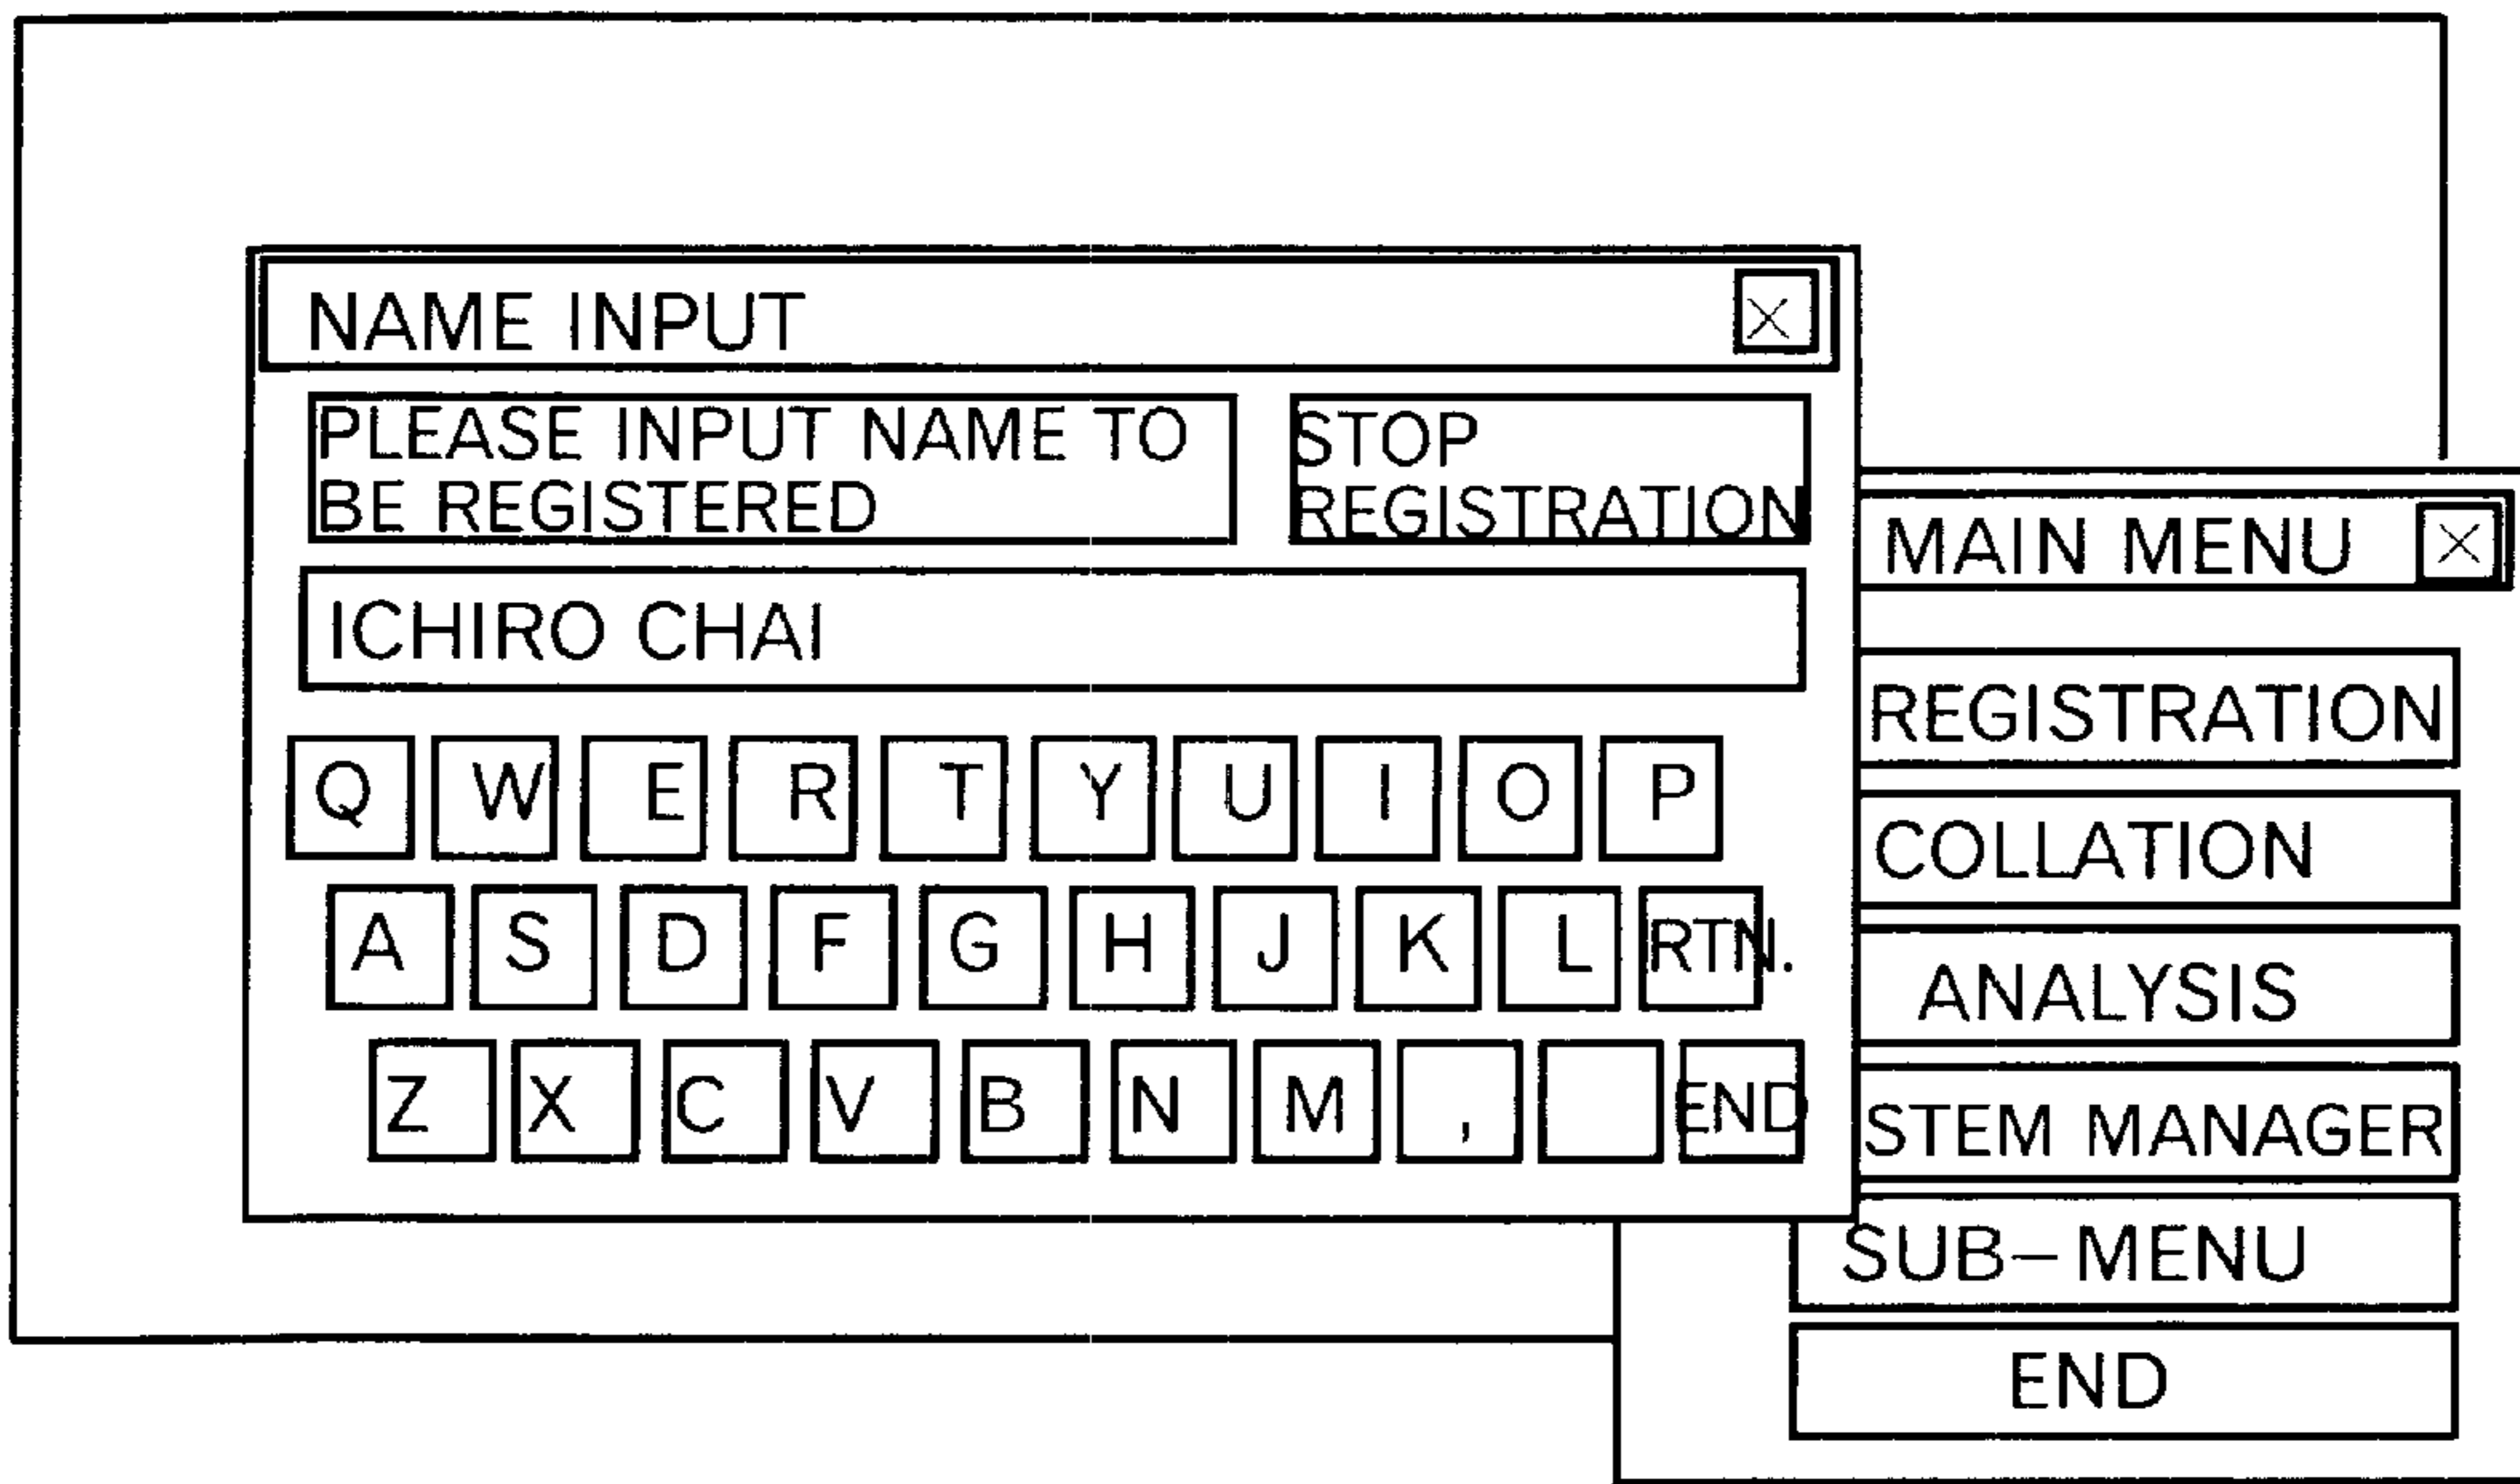 NAME INPUT
PLEASE INPUT NAME TO
BE REGISTERED
STOP
REGISTRATION
ICHIRO CHAI
Q W E R T Y U I O P
A S D F G H J K L RTN.
Z X C V B N M , END
MAIN MENU
REGISTRATION
COLLATION
ANALYSIS
STEM MANAGER
SUB-MENU
END